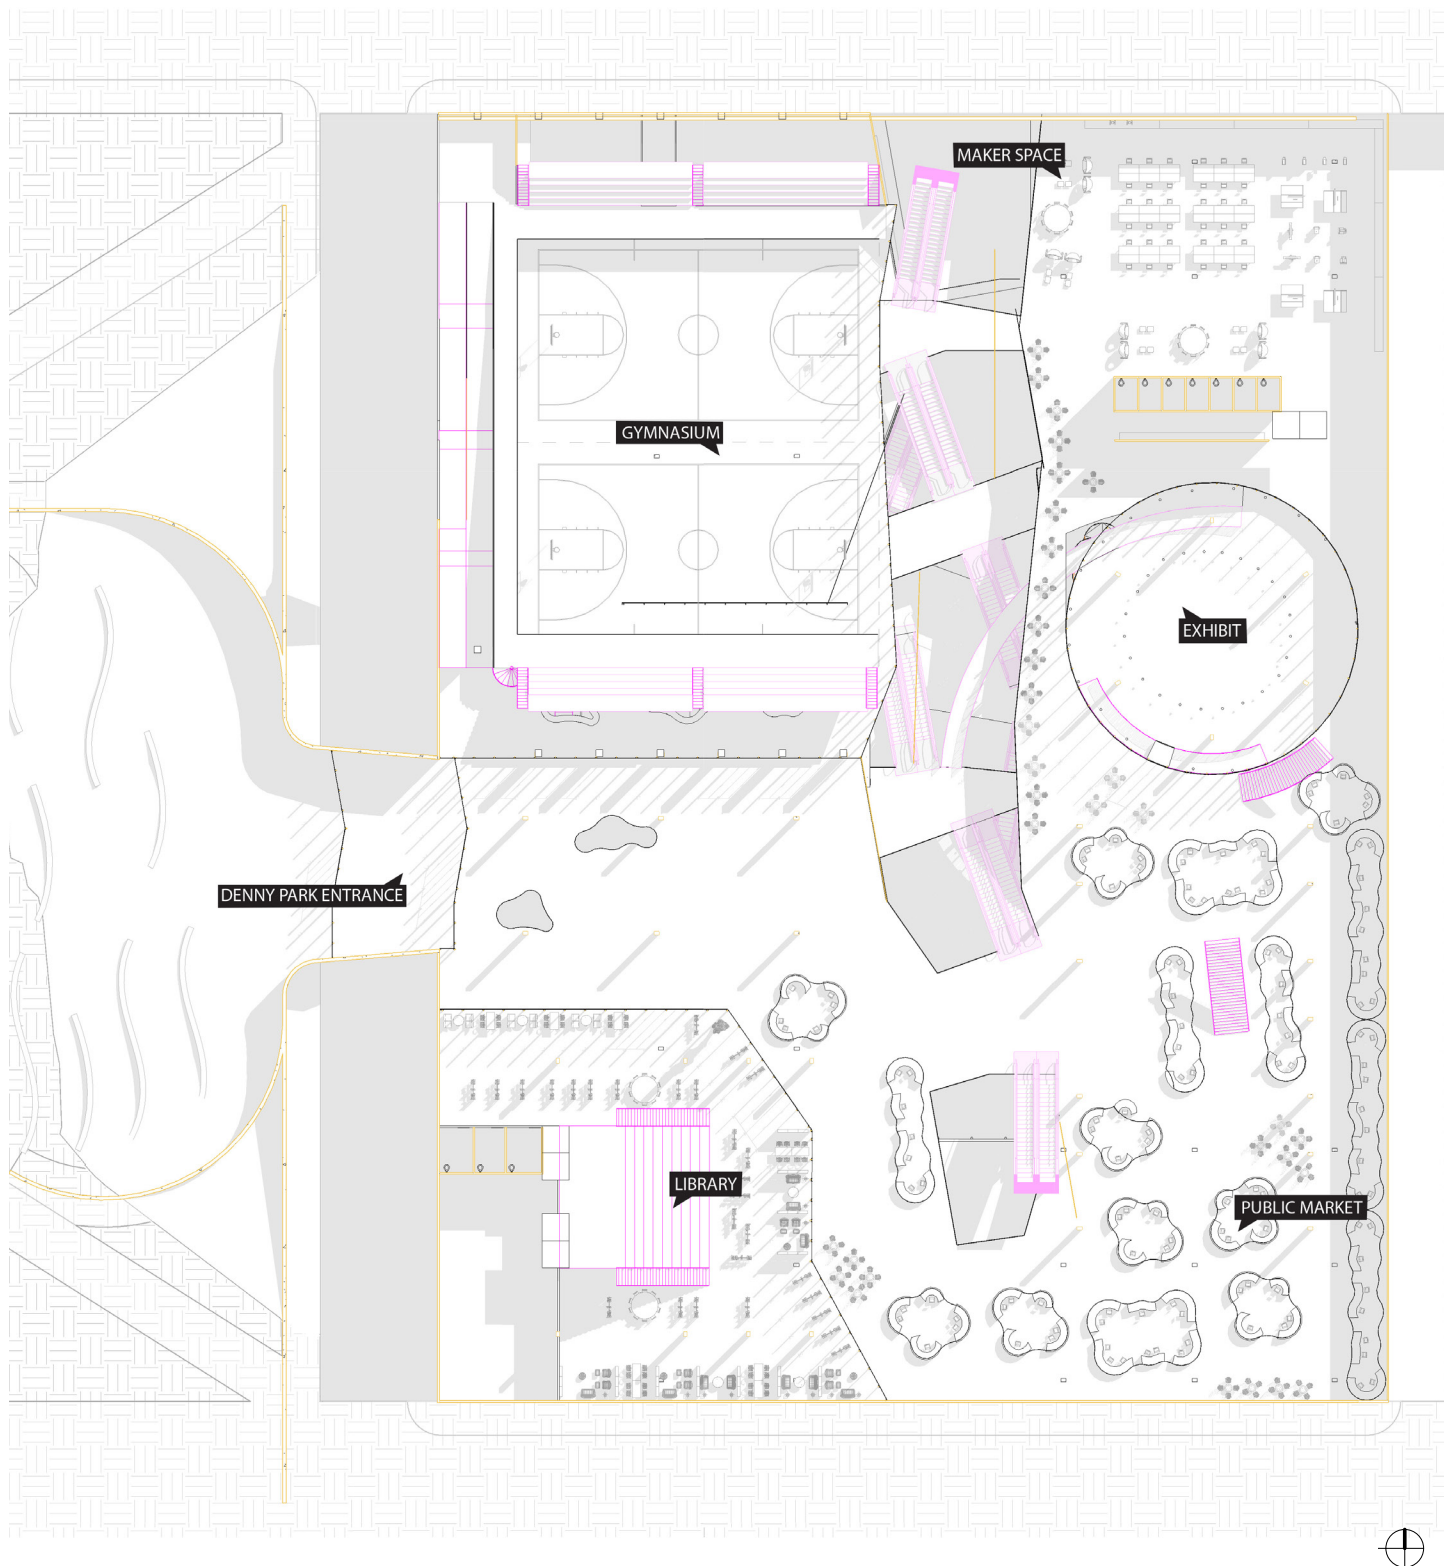 MAKER SPACE
GYMNASIUM
EXHIBIT
DENNY PARK ENTRANCE
LIBRARY
PUBLIC MARKET